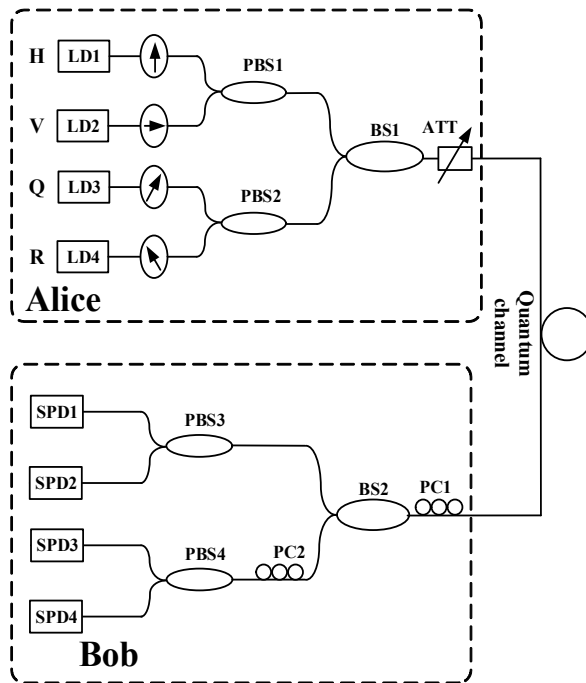 H
LD1
PBS1
V
LD2
BS1
ATT
Q
LD3
PBS2
R
LD4
Alice
Quantum
channel
SPD1
PBS3
SPD2
BS2
PC1
SPD3
PBS4
PC2
SPD4
Bob